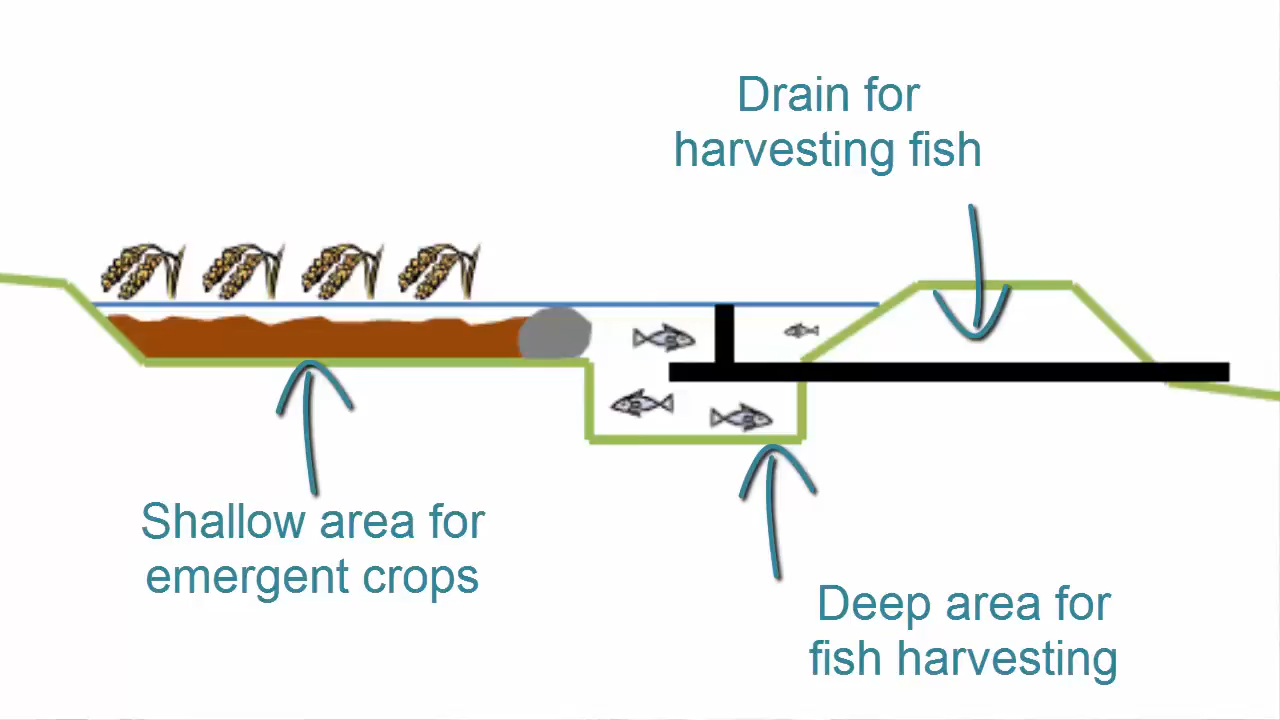 Drain for
harvesting fish
Shallow area for
emergent crops
Deep area for
fish harvesting